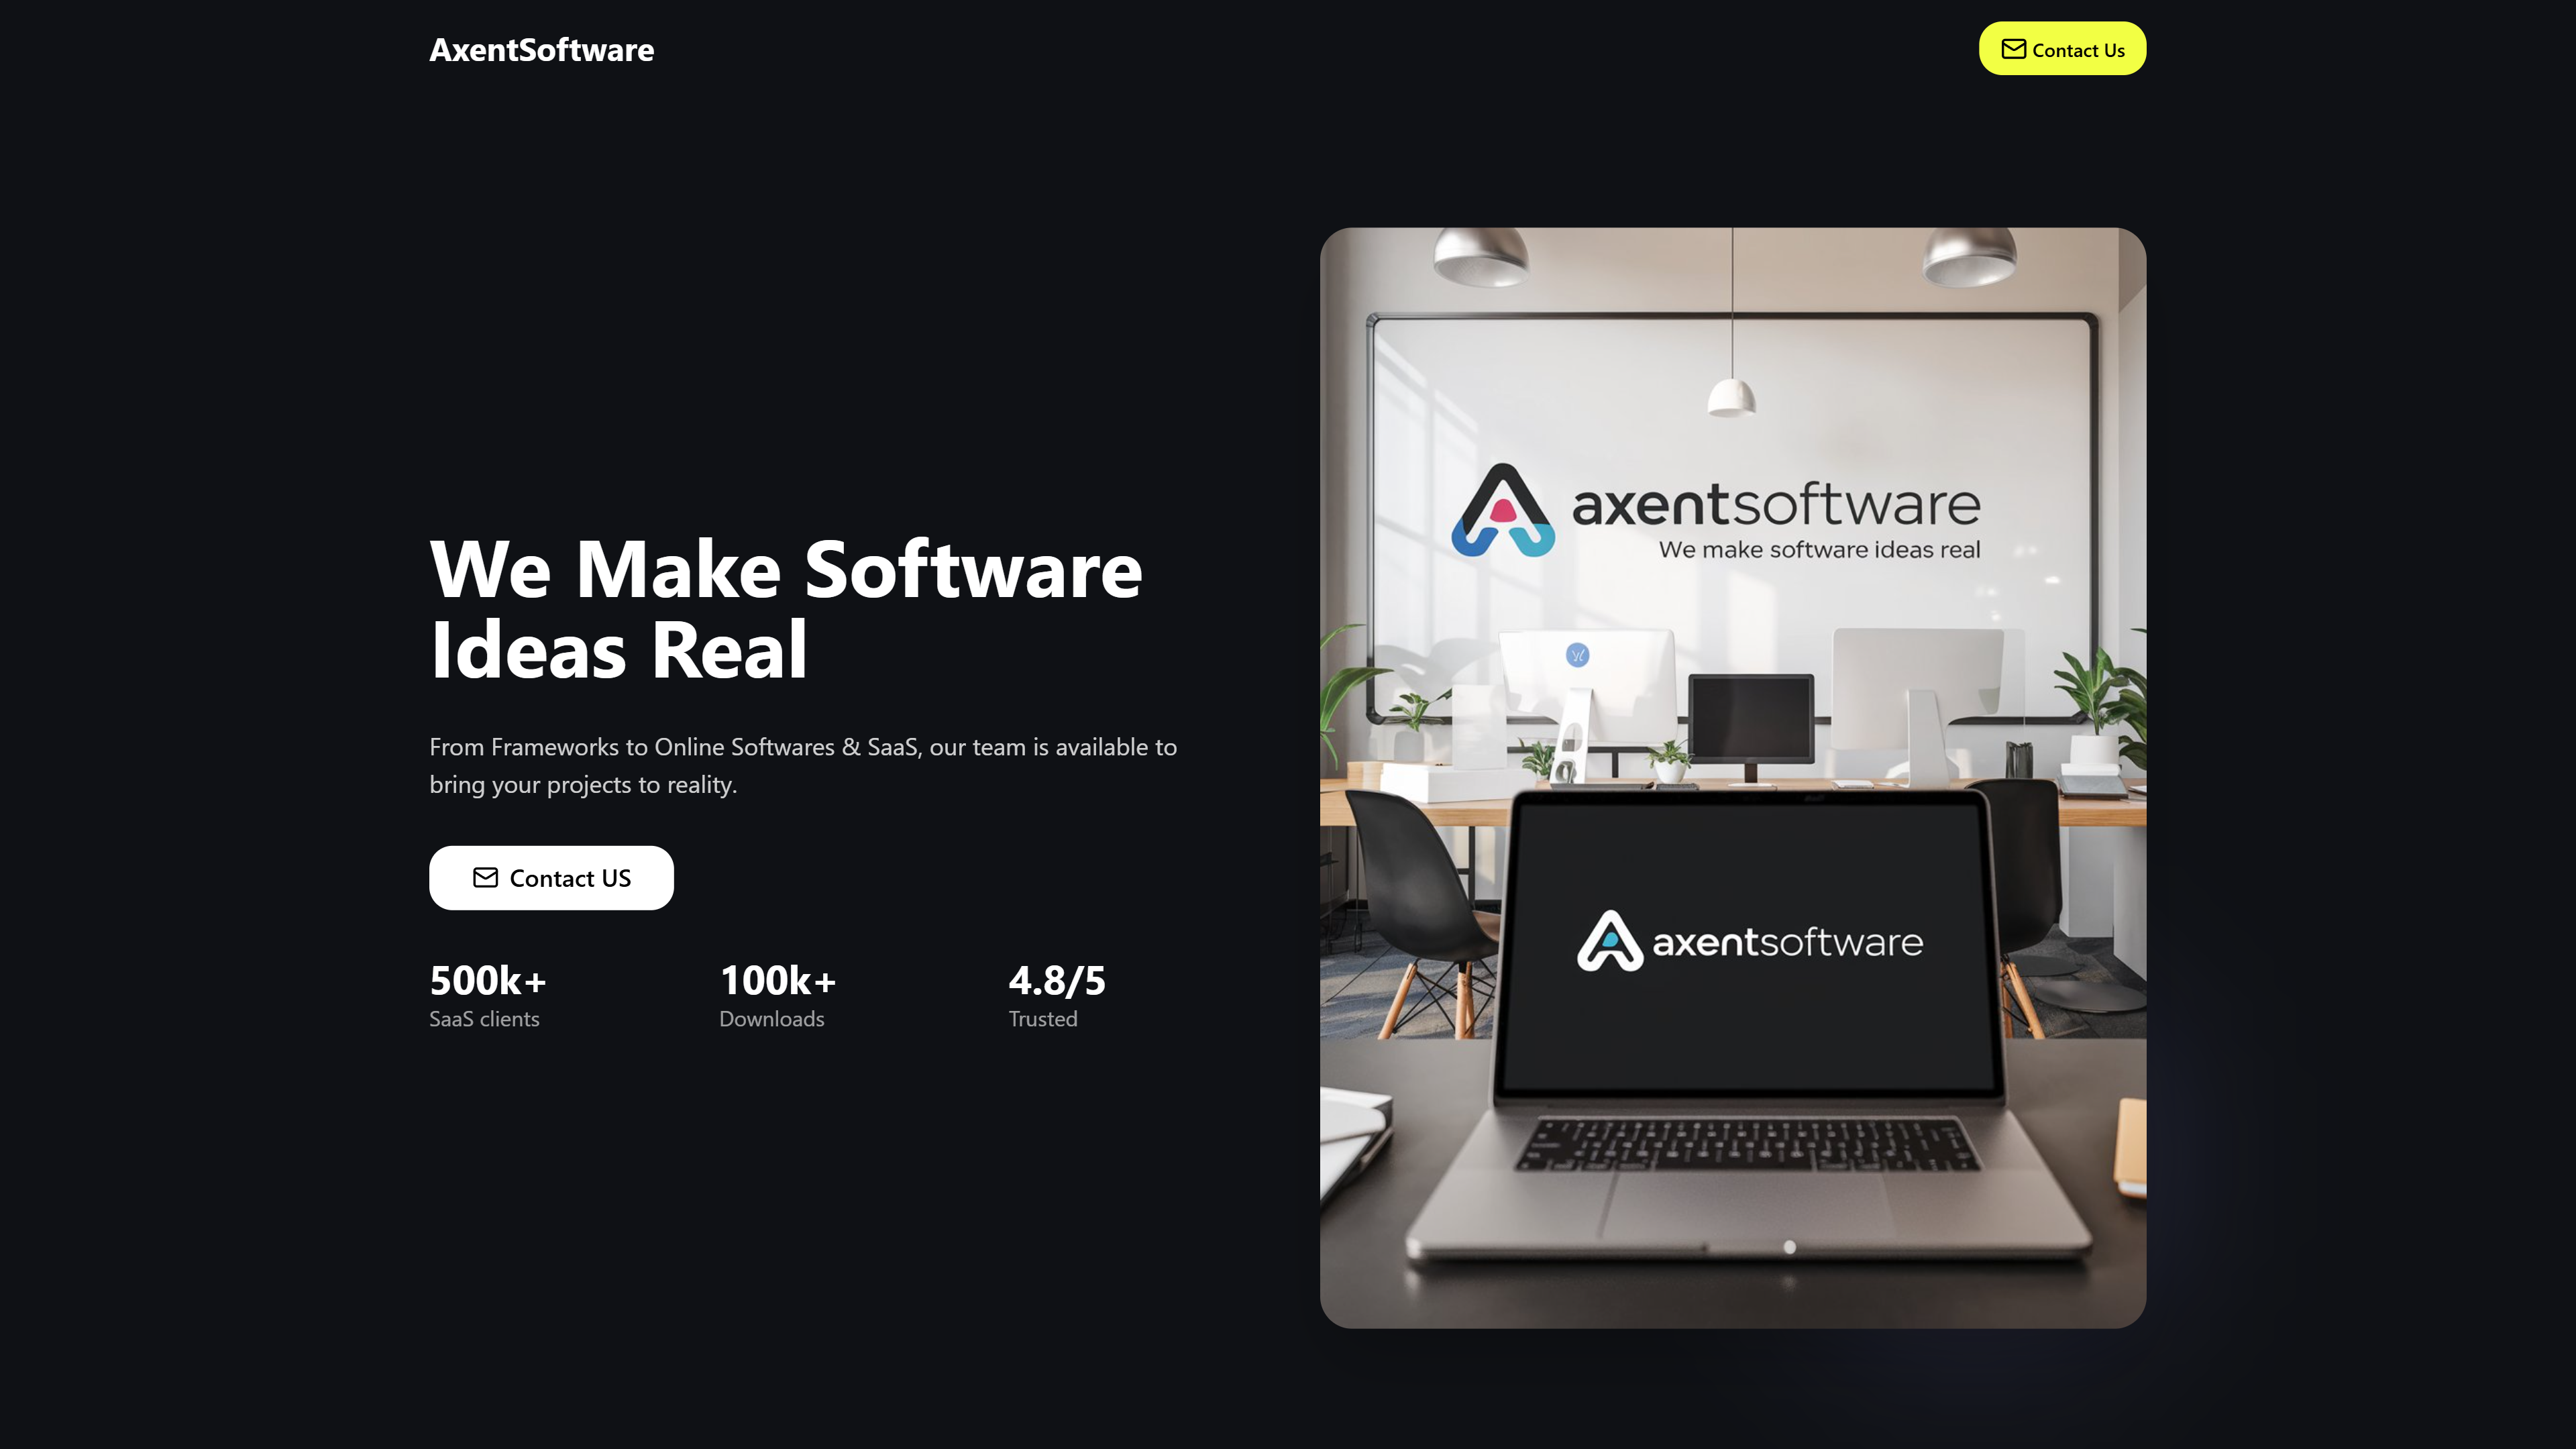 AxentSoftware
Contact Us
We Make Software
Ideas Real
From Frameworks to Online Softwares & SaaS, our team is available to
bring your projects to reality.
Contact US
500k+
SaaS clients
100k+
Downloads
4.8/5
Trusted
axentsoftware
We make software ideas real
axentsoftware